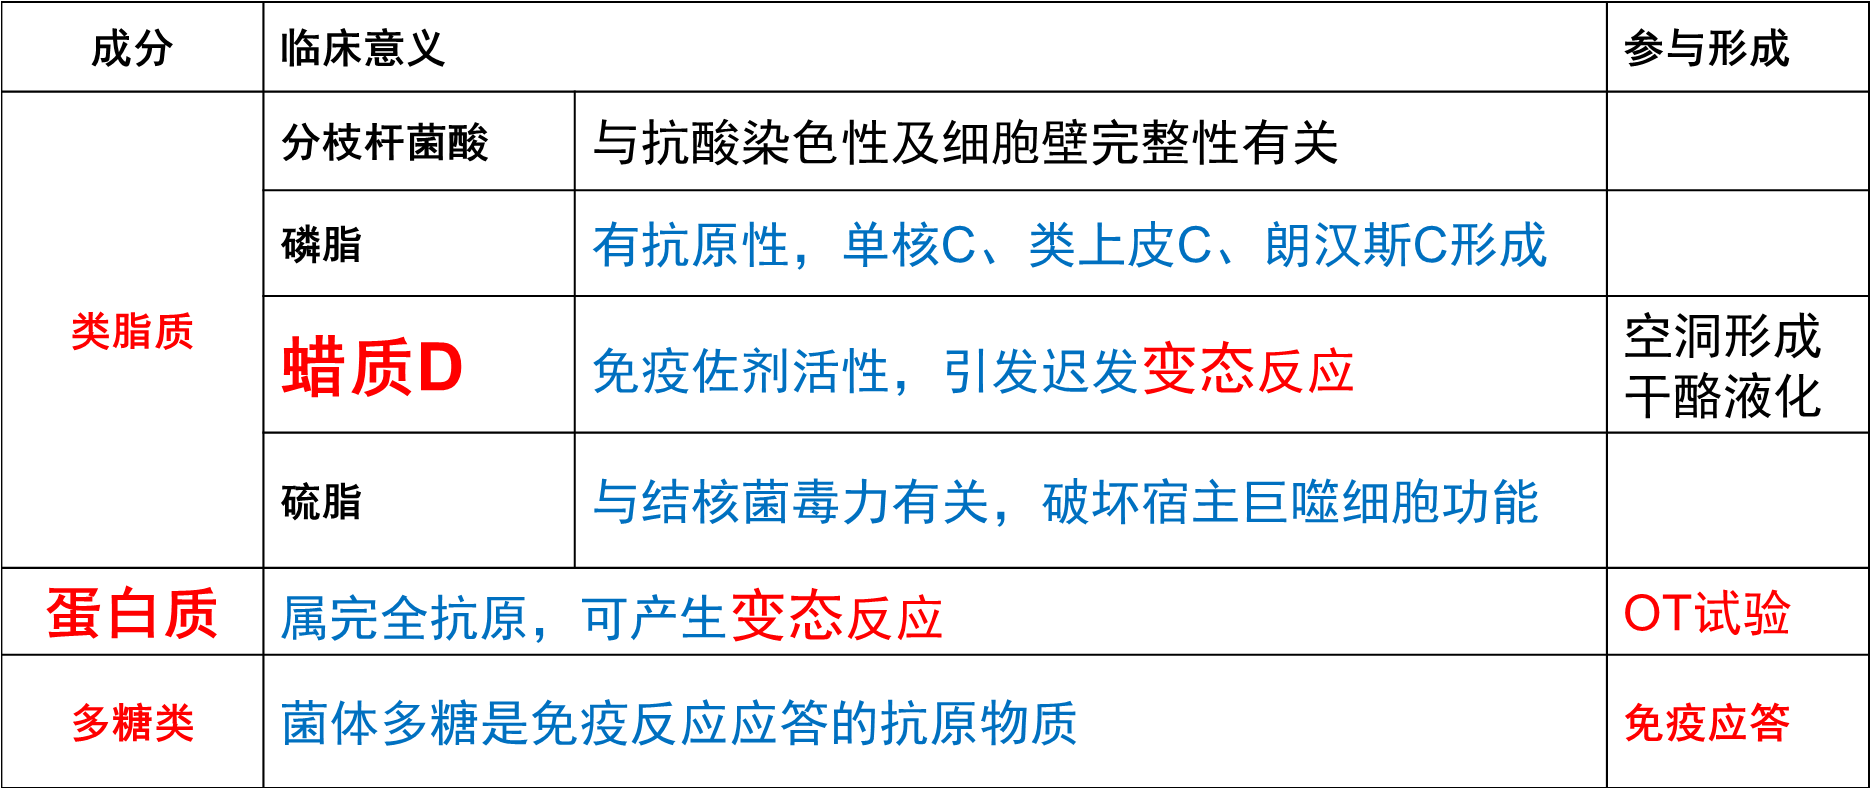 成分 临床意义 参与形成
分枝杆菌酸 与抗酸染色性及细胞壁完整性有关
磷脂 有抗原性，单核C、类上皮C、朗汉斯C形成
类脂质
蜡质D 免疫佐剂活性，引发迟发变态反应 空洞形成
干酪液化
硫脂 与结核菌毒力有关，破坏宿主巨噬细胞功能
蛋白质 属完全抗原，可产生变态反应 OT试验
多糖类 菌体多糖是免疫反应应答的抗原物质 免疫应答